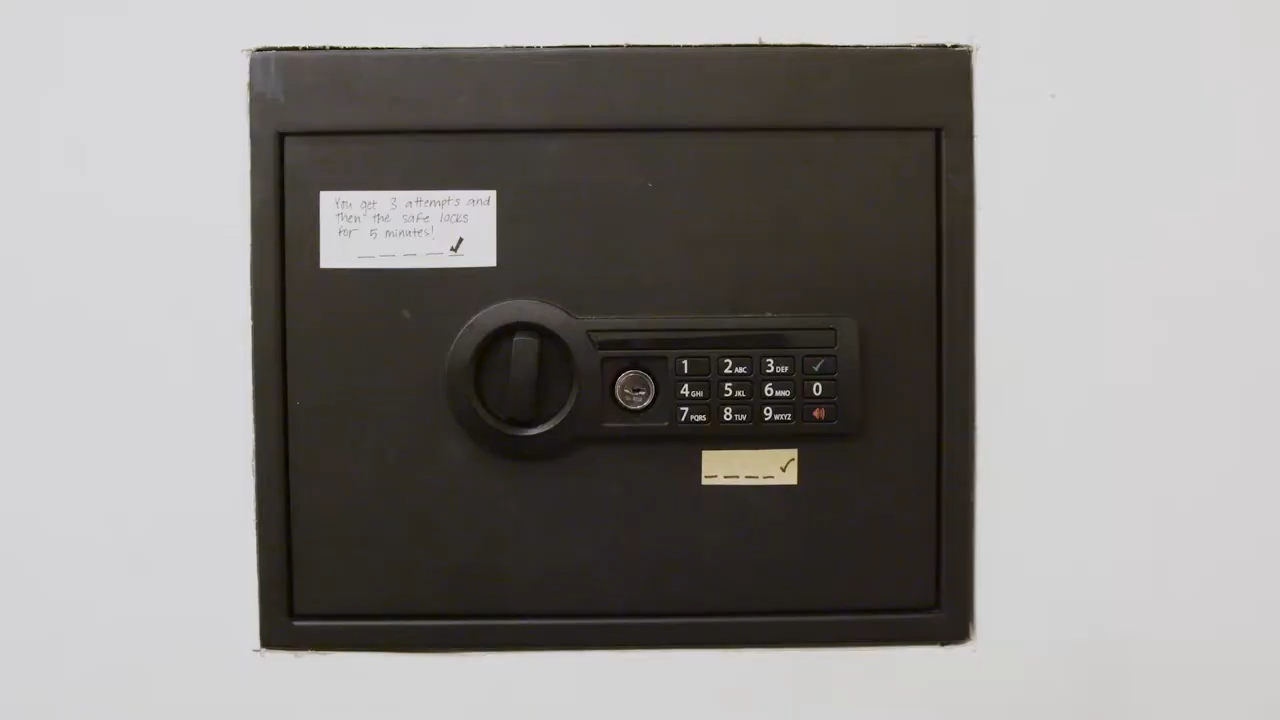 You get 3 attempts and
then the safe locks
for 5 minutes!
_ _ _ _ ✓
1 2 ABC 3 DEF ✓
4 GHI 5 JKL 6 MNO 0
7 PQRS 8 TUV 9 WXYZ
_ _ _ _ ✓